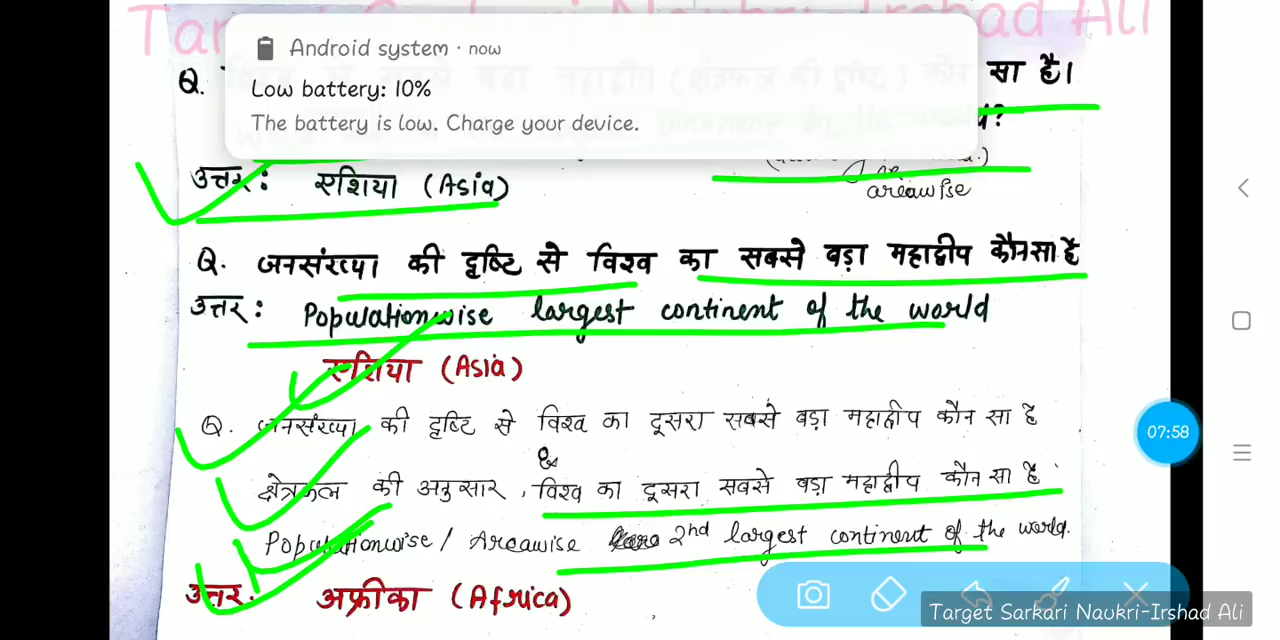 Android system · now
Low battery: 10%
The battery is low. Charge your device.
Q. सा है।
उत्तर: एशिया (Asia)
areawise
Q. जनसंख्या की दृष्टि से विश्व का सबसे बड़ा महाद्वीप कौनसा है
उत्तर: Populationwise largest continent of the world
एशिया (Asia)
Q. जनसंख्या की दृष्टि से विश्व का दूसरा सबसे बड़ा महाद्वीप कौन सा है
&
क्षेत्रफल की अनुसार, विश्व का दूसरा सबसे बड़ा महाद्वीप कौन सा है
Populationwise / Areawise 2nd largest continent of the world.
उत्तर: अफ्रीका (Africa)
07:58
Target Sarkari Naukri-Irshad Ali